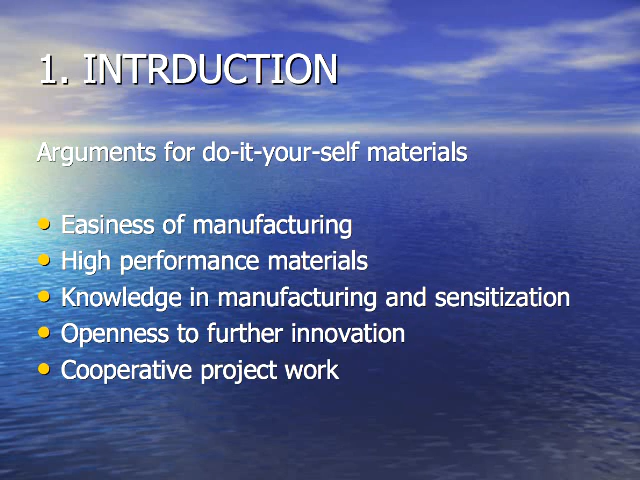 1. INTRDUCTION
Arguments for do-it-your-self materials
• Easiness of manufacturing
• High performance materials
• Knowledge in manufacturing and sensitization
• Openness to further innovation
• Cooperative project work